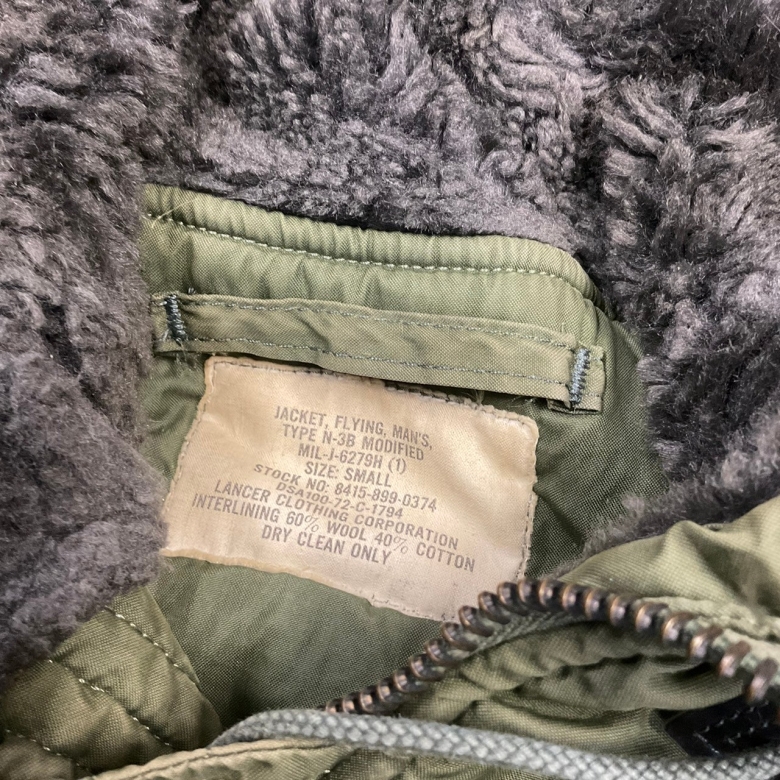 JACKET, FLYING, MAN'S,
TYPE N-3B MODIFIED
MIL-J-6279H (1)
SIZE: SMALL
STOCK NO: 8415-899-0374
DSA100-72-C-1794
LANCER CLOTHING CORPORATION
INTERLINING 60% WOOL 40% COTTON
DRY CLEAN ONLY